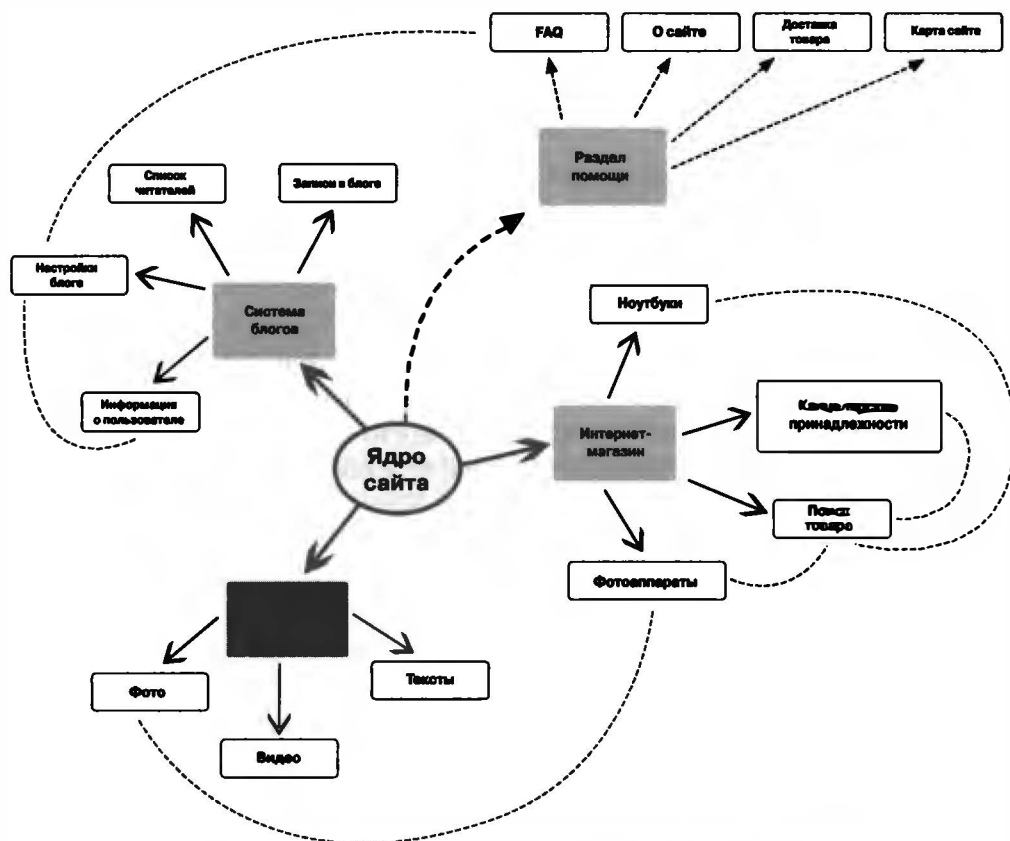 FAQ
О сайте
Доставка
товара
Карта сайте
Раздел
помощи
Список
читателей
Записи в блоге
Настройки
блога
Система
блогов
Ноутбуки
Информация
о пользователе
Интернет-
магазин
принадлежности
Ядро
сайта
Поиск
товара
Фотоаппараты
Фото
Тексты
Видео